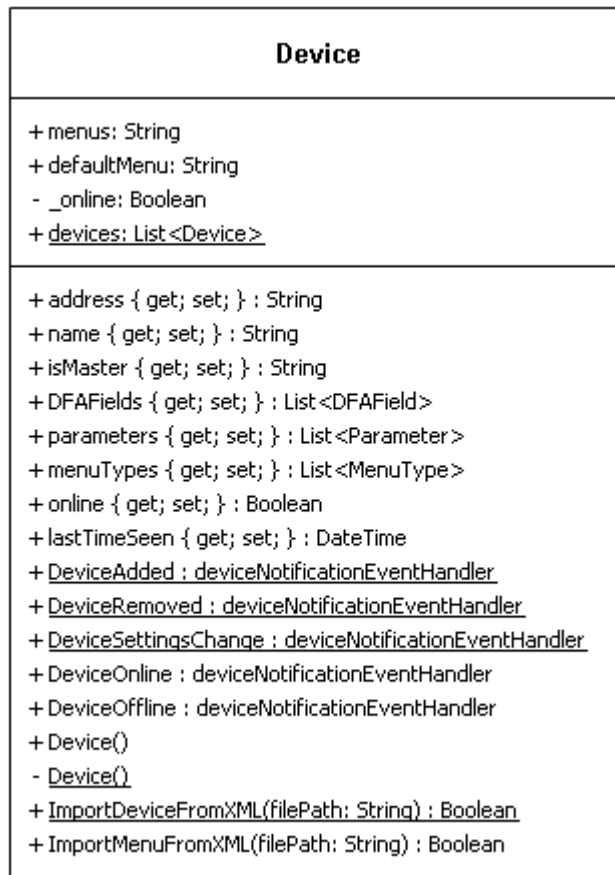 Device
+ menus: String
+ defaultMenu: String
- _online: Boolean
+ devices: List<Device>
+ address { get; set; } : String
+ name { get; set; } : String
+ isMaster { get; set; } : String
+ DFAFields { get; set; } : List<DFAField>
+ parameters { get; set; } : List<Parameter>
+ menuTypes { get; set; } : List<MenuType>
+ online { get; set; } : Boolean
+ lastTimeSeen { get; set; } : DateTime
+ DeviceAdded : deviceNotificationEventHandler
+ DeviceRemoved : deviceNotificationEventHandler
+ DeviceSettingsChange : deviceNotificationEventHandler
+ DeviceOnline : deviceNotificationEventHandler
+ DeviceOffline : deviceNotificationEventHandler
+ Device()
- Device()
+ ImportDeviceFromXML(filePath: String) : Boolean
+ ImportMenuFromXML(filePath: String) : Boolean